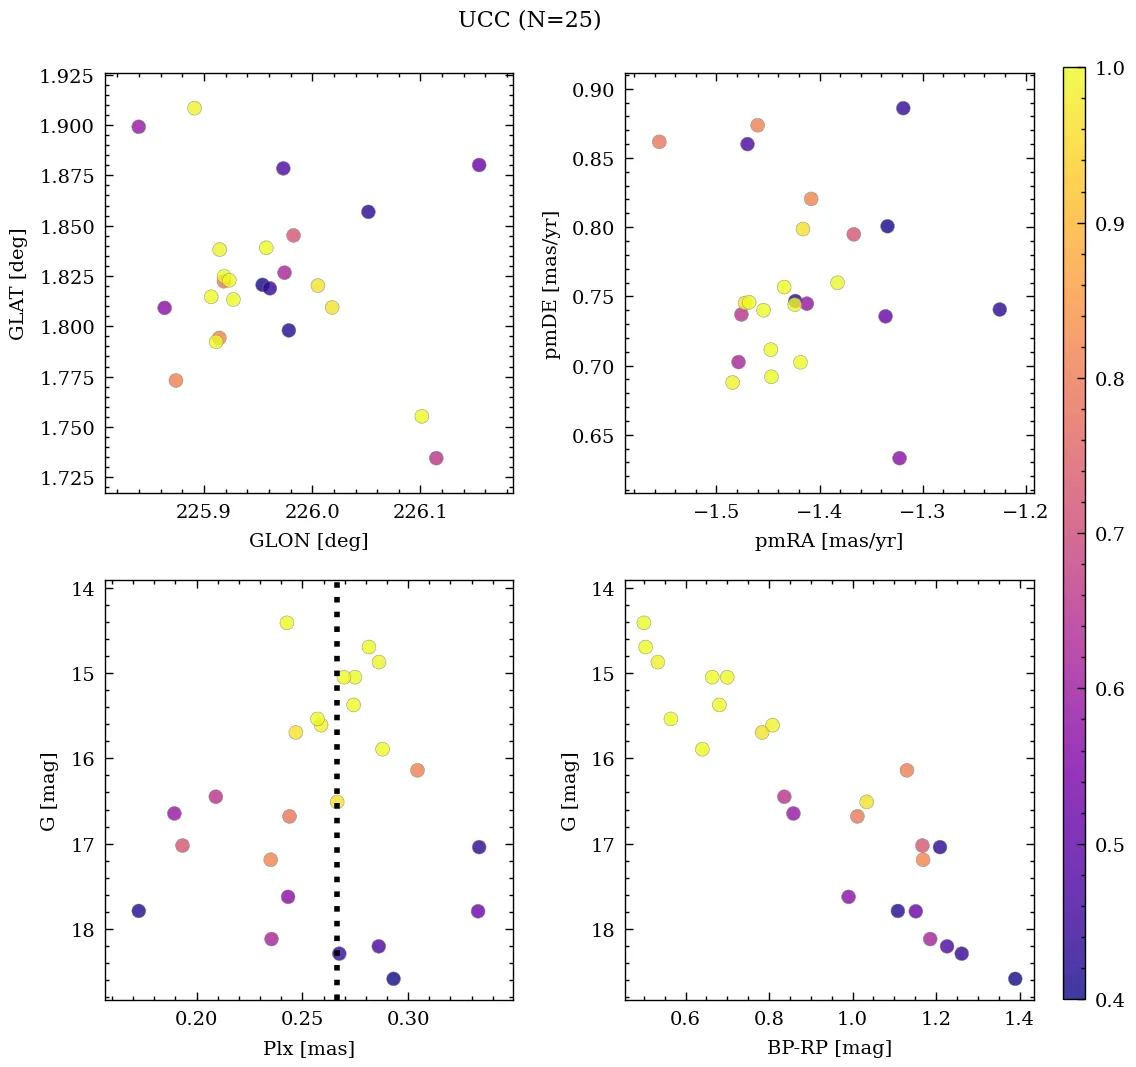 UCC (N=25)
1.925
1.900
1.875
1.850
1.825
1.800
1.775
1.750
1.725
GLAT [deg]
225.9 226.0 226.1
GLON [deg]
0.90
0.85
0.80
0.75
0.70
0.65
pmDE [mas/yr]
−1.5 −1.4 −1.3 −1.2
pmRA [mas/yr]
14
15
16
17
18
G [mag]
0.20 0.25 0.30
Plx [mas]
14
15
16
17
18
G [mag]
0.6 0.8 1.0 1.2 1.4
BP-RP [mag]
1.0
0.9
0.8
0.7
0.6
0.5
0.4